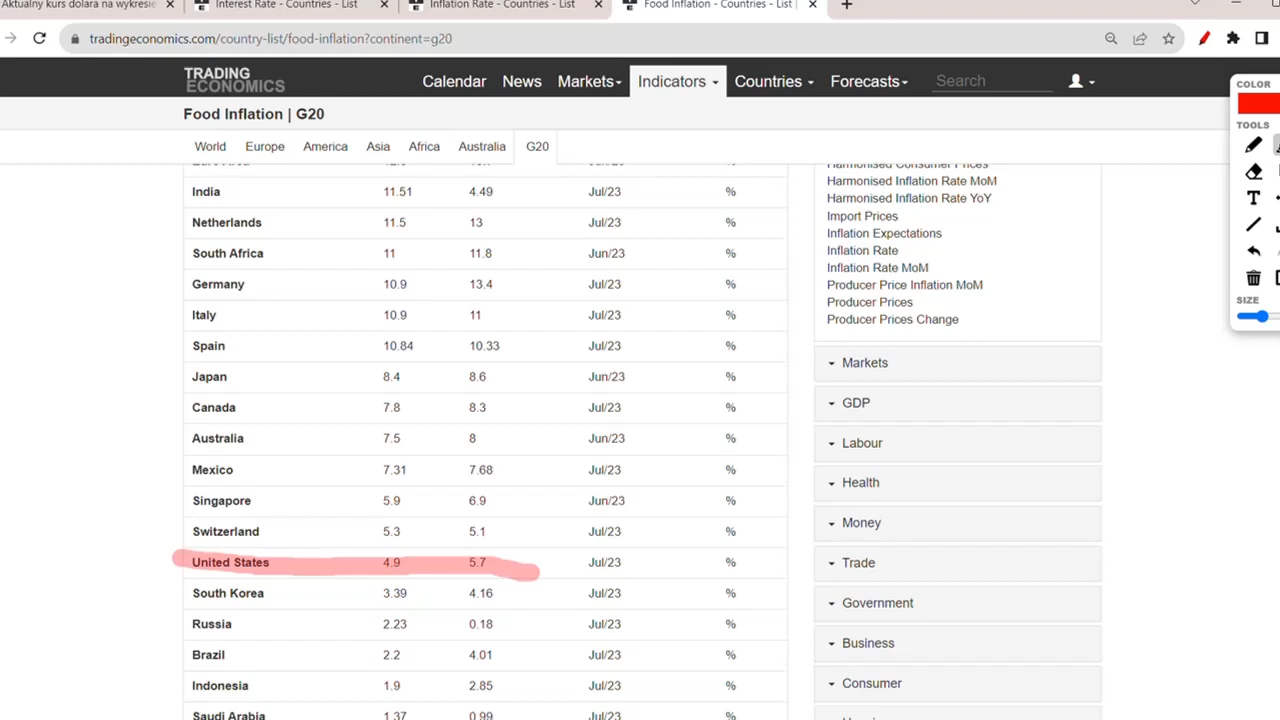 Aktualny kurs dolara na wykresie
Interest Rate - Countries - List
Inflation Rate - Countries - List
Food Inflation - Countries - List |
tradingeconomics.com/country-list/food-inflation?continent=g20
TRADING
ECONOMICS
Calendar News Markets Indicators Countries Forecasts Search
Food Inflation | G20
World Europe America Asia Africa Australia G20
India 11.51 4.49 Jul/23 %
Netherlands 11.5 13 Jul/23 %
South Africa 11 11.8 Jun/23 %
Germany 10.9 13.4 Jul/23 %
Italy 10.9 11 Jul/23 %
Spain 10.84 10.33 Jul/23 %
Japan 8.4 8.6 Jun/23 %
Canada 7.8 8.3 Jul/23 %
Australia 7.5 8 Jun/23 %
Mexico 7.31 7.68 Jul/23 %
Singapore 5.9 6.9 Jun/23 %
Switzerland 5.3 5.1 Jul/23 %
United States 4.9 5.7 Jul/23 %
South Korea 3.39 4.16 Jul/23 %
Russia 2.23 0.18 Jul/23 %
Brazil 2.2 4.01 Jul/23 %
Indonesia 1.9 2.85 Jul/23 %
Saudi Arabia 1.37 0.99 Jul/23 %
Harmonised Consumer Prices
Harmonised Inflation Rate MoM
Harmonised Inflation Rate YoY
Import Prices
Inflation Expectations
Inflation Rate
Inflation Rate MoM
Producer Price Inflation MoM
Producer Prices
Producer Prices Change
Markets
GDP
Labour
Health
Money
Trade
Government
Business
Consumer
COLOR
TOOLS
T
SIZE